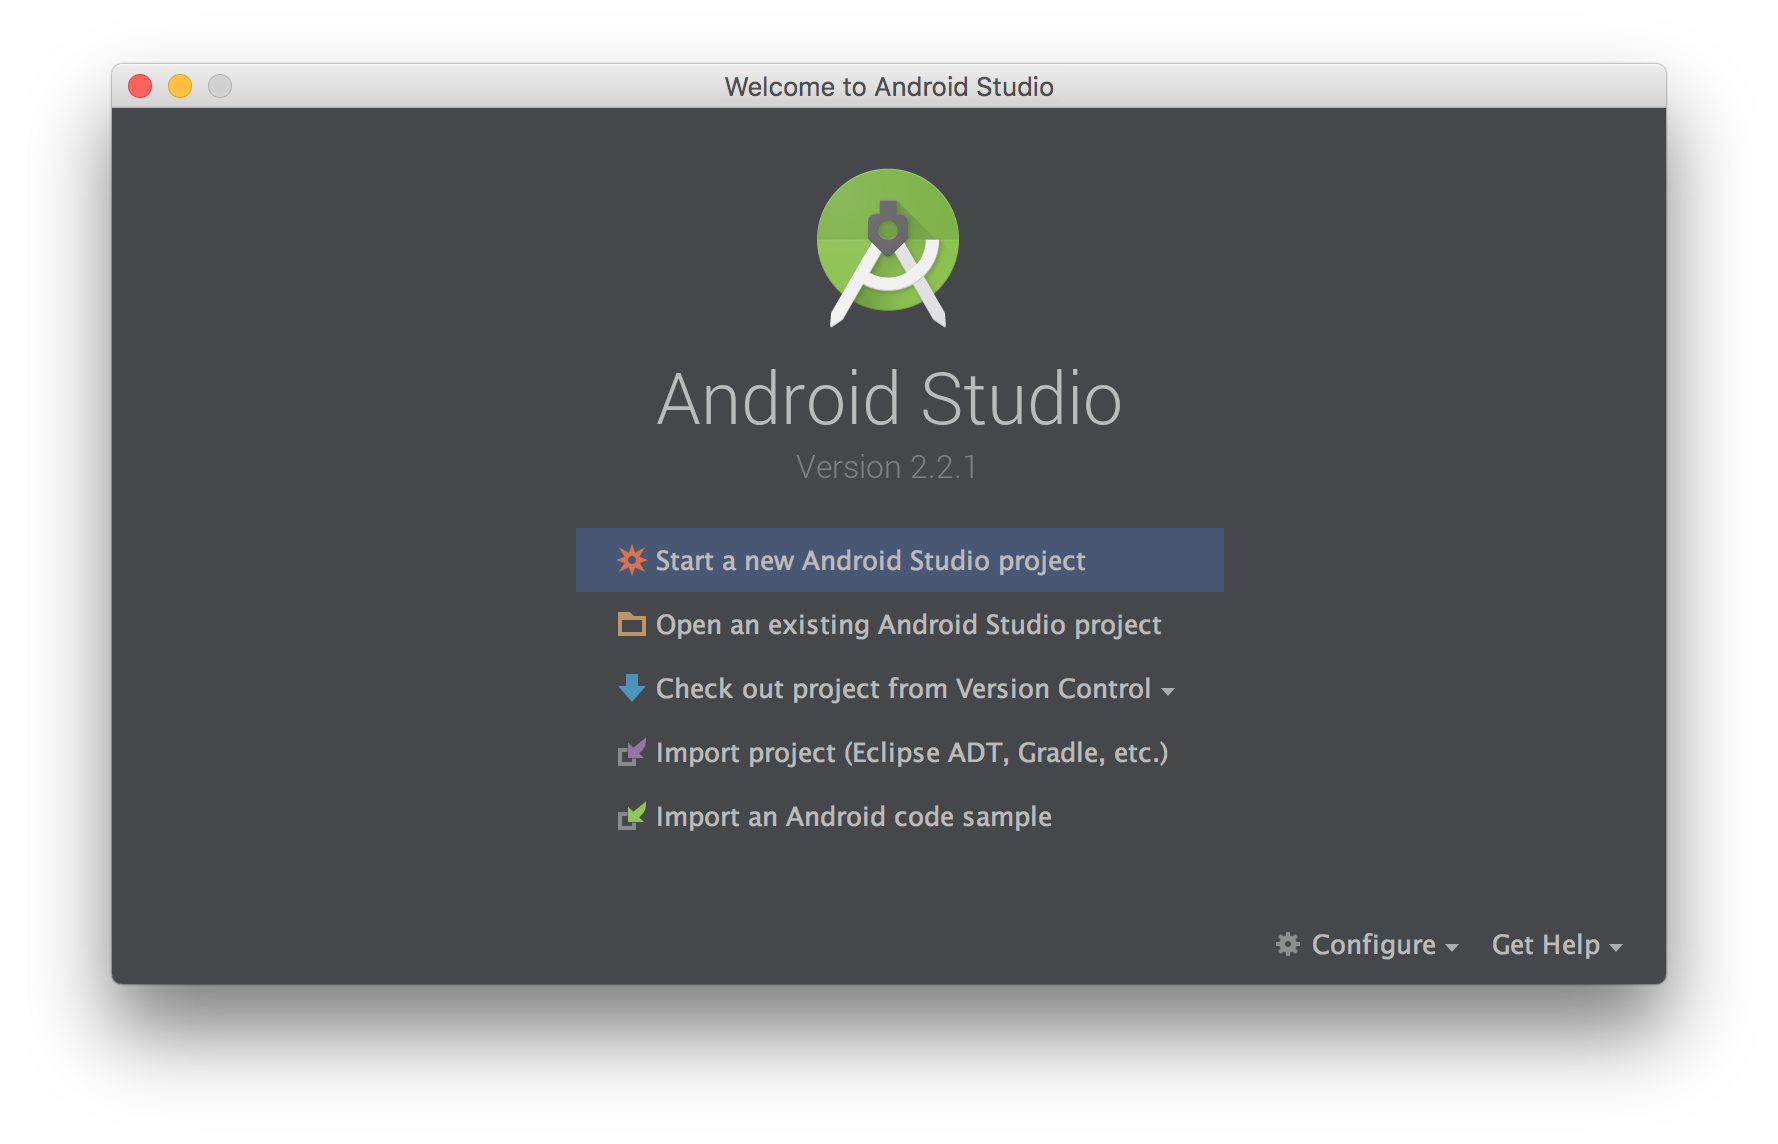 Welcome to Android Studio
Android Studio
Version 2.2.1
Start a new Android Studio project
Open an existing Android Studio project
Check out project from Version Control
Import project (Eclipse ADT, Gradle, etc.)
Import an Android code sample
Configure Get Help